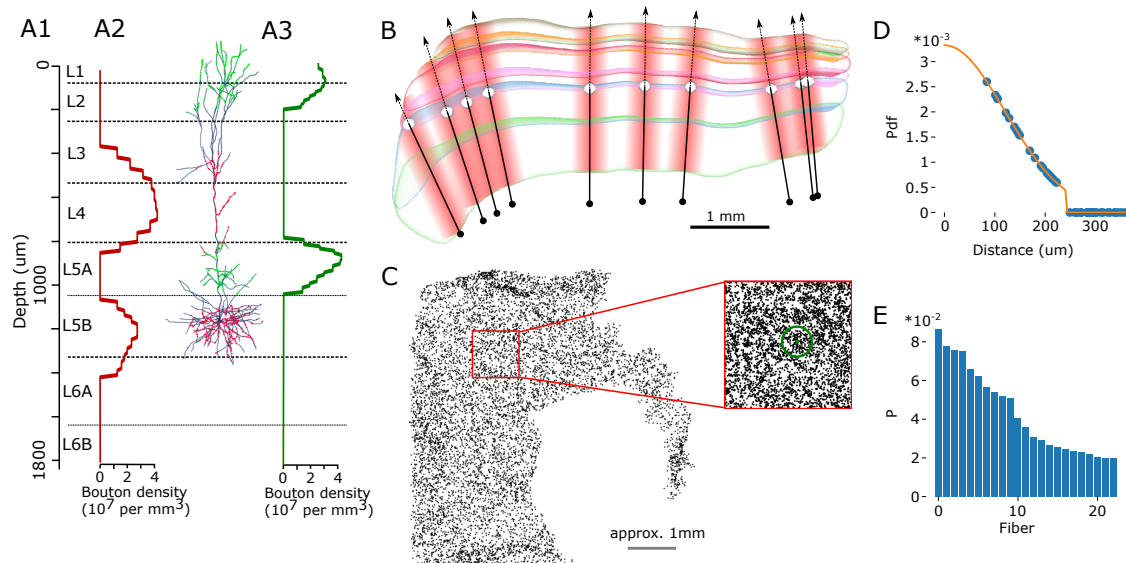 A1
A2
A3
B
D
0
L1
L2
L3
L4
L5A
L5B
L6A
L6B
Depth (um)
1000
1800
0 2 4
Bouton density
(10⁷ per mm³)
0 2 4
Bouton density
(10⁷ per mm³)
1 mm
*10⁻³
3
2.5
2
1.5
1
0.5
0
Pdf
0 100 200 300
Distance (um)
C
approx. 1mm
E
*10⁻²
8
6
4
2
0
P
0 10 20
Fiber